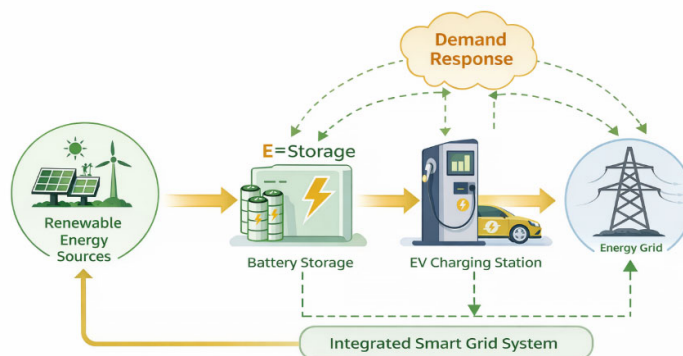 Demand
Response
E=Storage
Renewable
Energy
Sources
Battery Storage
EV Charging Station
Energy Grid
Integrated Smart Grid System